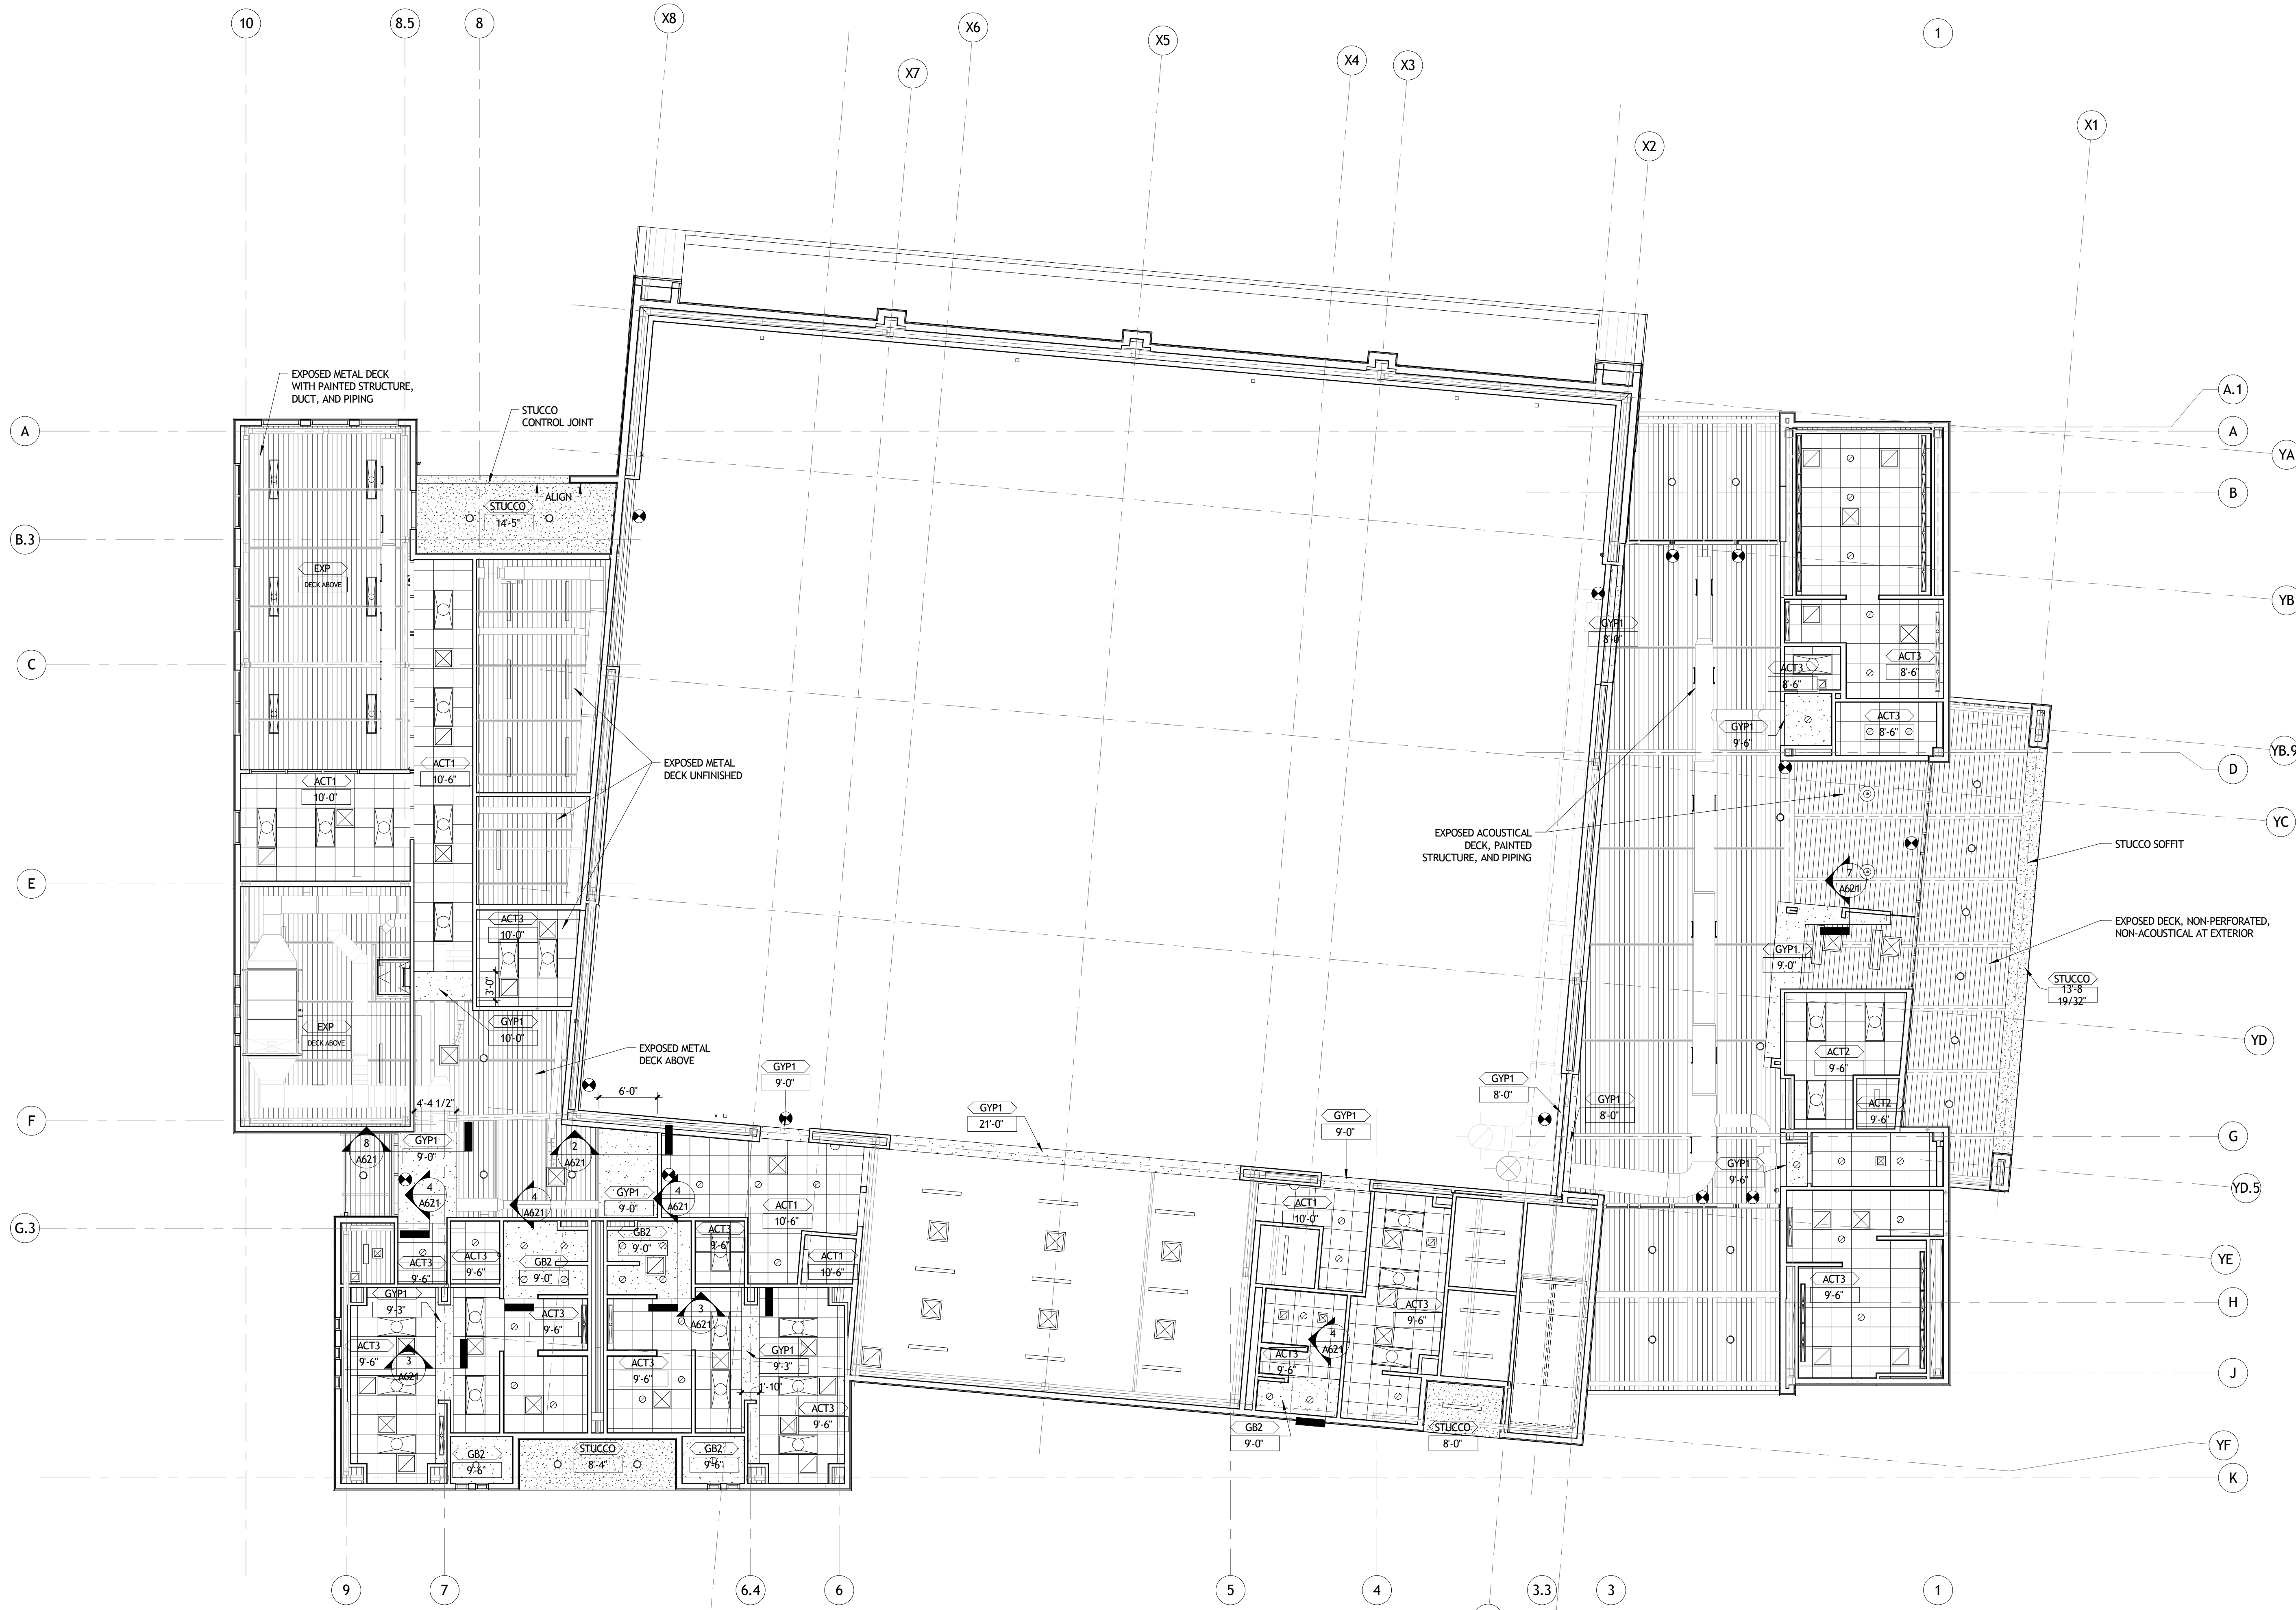 10
8.5
8
X8
X7
X6
X5
X4
X3
X2
1
X1
A
B.3
C
E
F
G.3
A.1
A
YA
B
YB
YB.9
D
YC
YD
G
YD.5
YE
H
J
YF
K
9
7
6.4
6
5
4
3.3
3
1
EXPOSED METAL DECK
WITH PAINTED STRUCTURE,
DUCT, AND PIPING
STUCCO
CONTROL JOINT
ALIGN
STUCCO
14'-5"
EXP
DECK ABOVE
ACT1
10'-6"
ACT1
10'-0"
EXPOSED METAL
DECK UNFINISHED
ACT3
10'-0"
3'-0"
GYP1
10'-0"
EXP
DECK ABOVE
EXPOSED METAL
DECK ABOVE
4'-4 1/2"
6'-0"
GYP1
9'-0"
GYP1
21'-0"
GYP1
9'-0"
GYP1
8'-0"
GYP1
8'-0"
GYP1
8'-0"
EXPOSED ACOUSTICAL
DECK, PAINTED
STRUCTURE, AND PIPING
ACT3
8'-6"
ACT3
8'-6"
ACT3
8'-6"
GYP1
9'-6"
STUCCO SOFFIT
7
A621
EXPOSED DECK, NON-PERFORATED,
NON-ACOUSTICAL AT EXTERIOR
GYP1
9'-0"
STUCCO
13'-8
19/32"
ACT2
9'-6"
ACT2
9'-6"
GYP1
9'-6"
ACT3
9'-6"
8
A621
GYP1
9'-0"
4
A621
2
A621
4
A621
GYP1
9'-0"
4
A621
ACT1
10'-6"
ACT1
10'-6"
ACT3
9'-6"
ACT3
9'-6"
GB2
9'-0"
GB2
9'-0"
ACT3
9'-6"
GYP1
9'-3"
ACT3
9'-6"
3
A621
ACT3
9'-6"
ACT3
9'-6"
3
A621
GYP1
9'-3"
1'-10"
ACT3
9'-6"
GB2
9'-6"
STUCCO
8'-4"
GB2
9'-6"
ACT1
10'-0"
ACT3
9'-6"
4
A621
ACT3
9'-6"
GB2
9'-0"
STUCCO
8'-0"